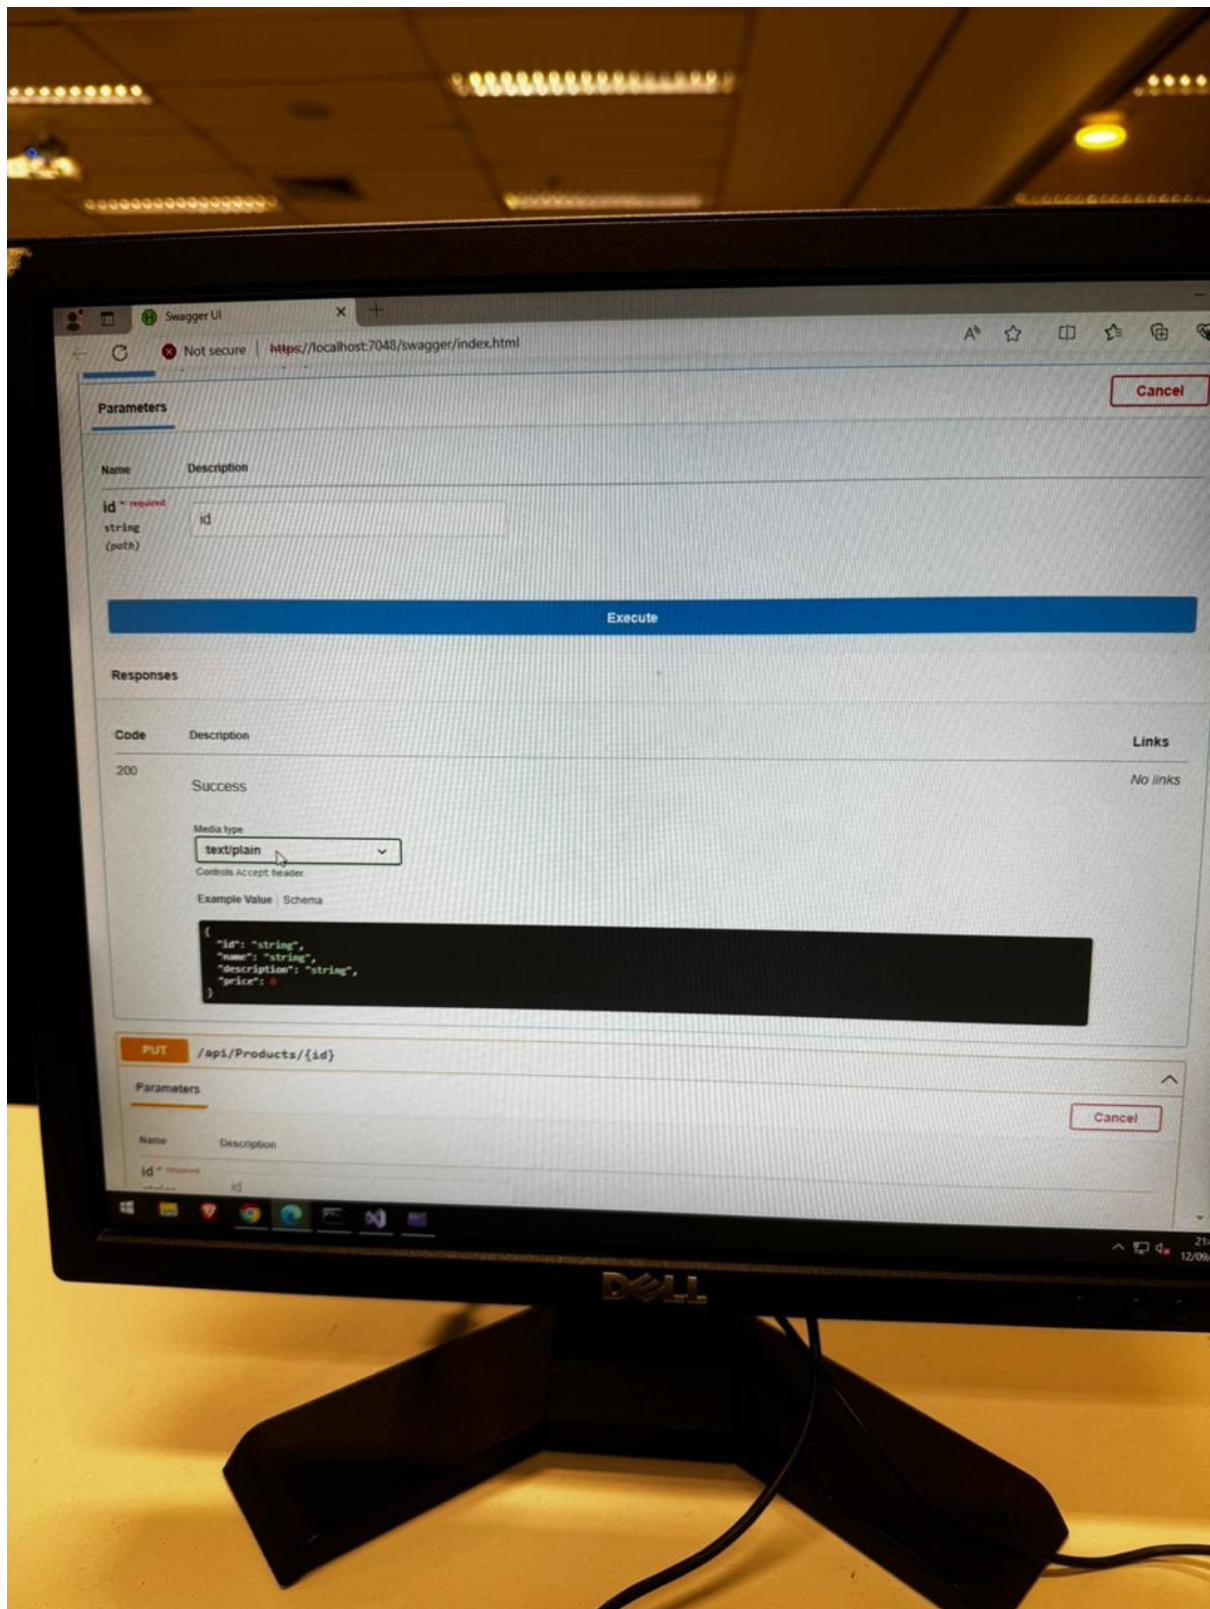 Swagger UI
Not secure | https://localhost:7048/swagger/index.html
Parameters
Cancel
Name Description
id * required
string
(path)
id
Execute
Responses
Code Description Links
200 Success No links
Media type
text/plain
Controls Accept header.
Example Value Schema
{
"id": "string",
"name": "string",
"description": "string",
"price": 0
}
PUT /api/Products/{id}
Parameters
Cancel
Name Description
id * required
id
21:
12/09/
DELL